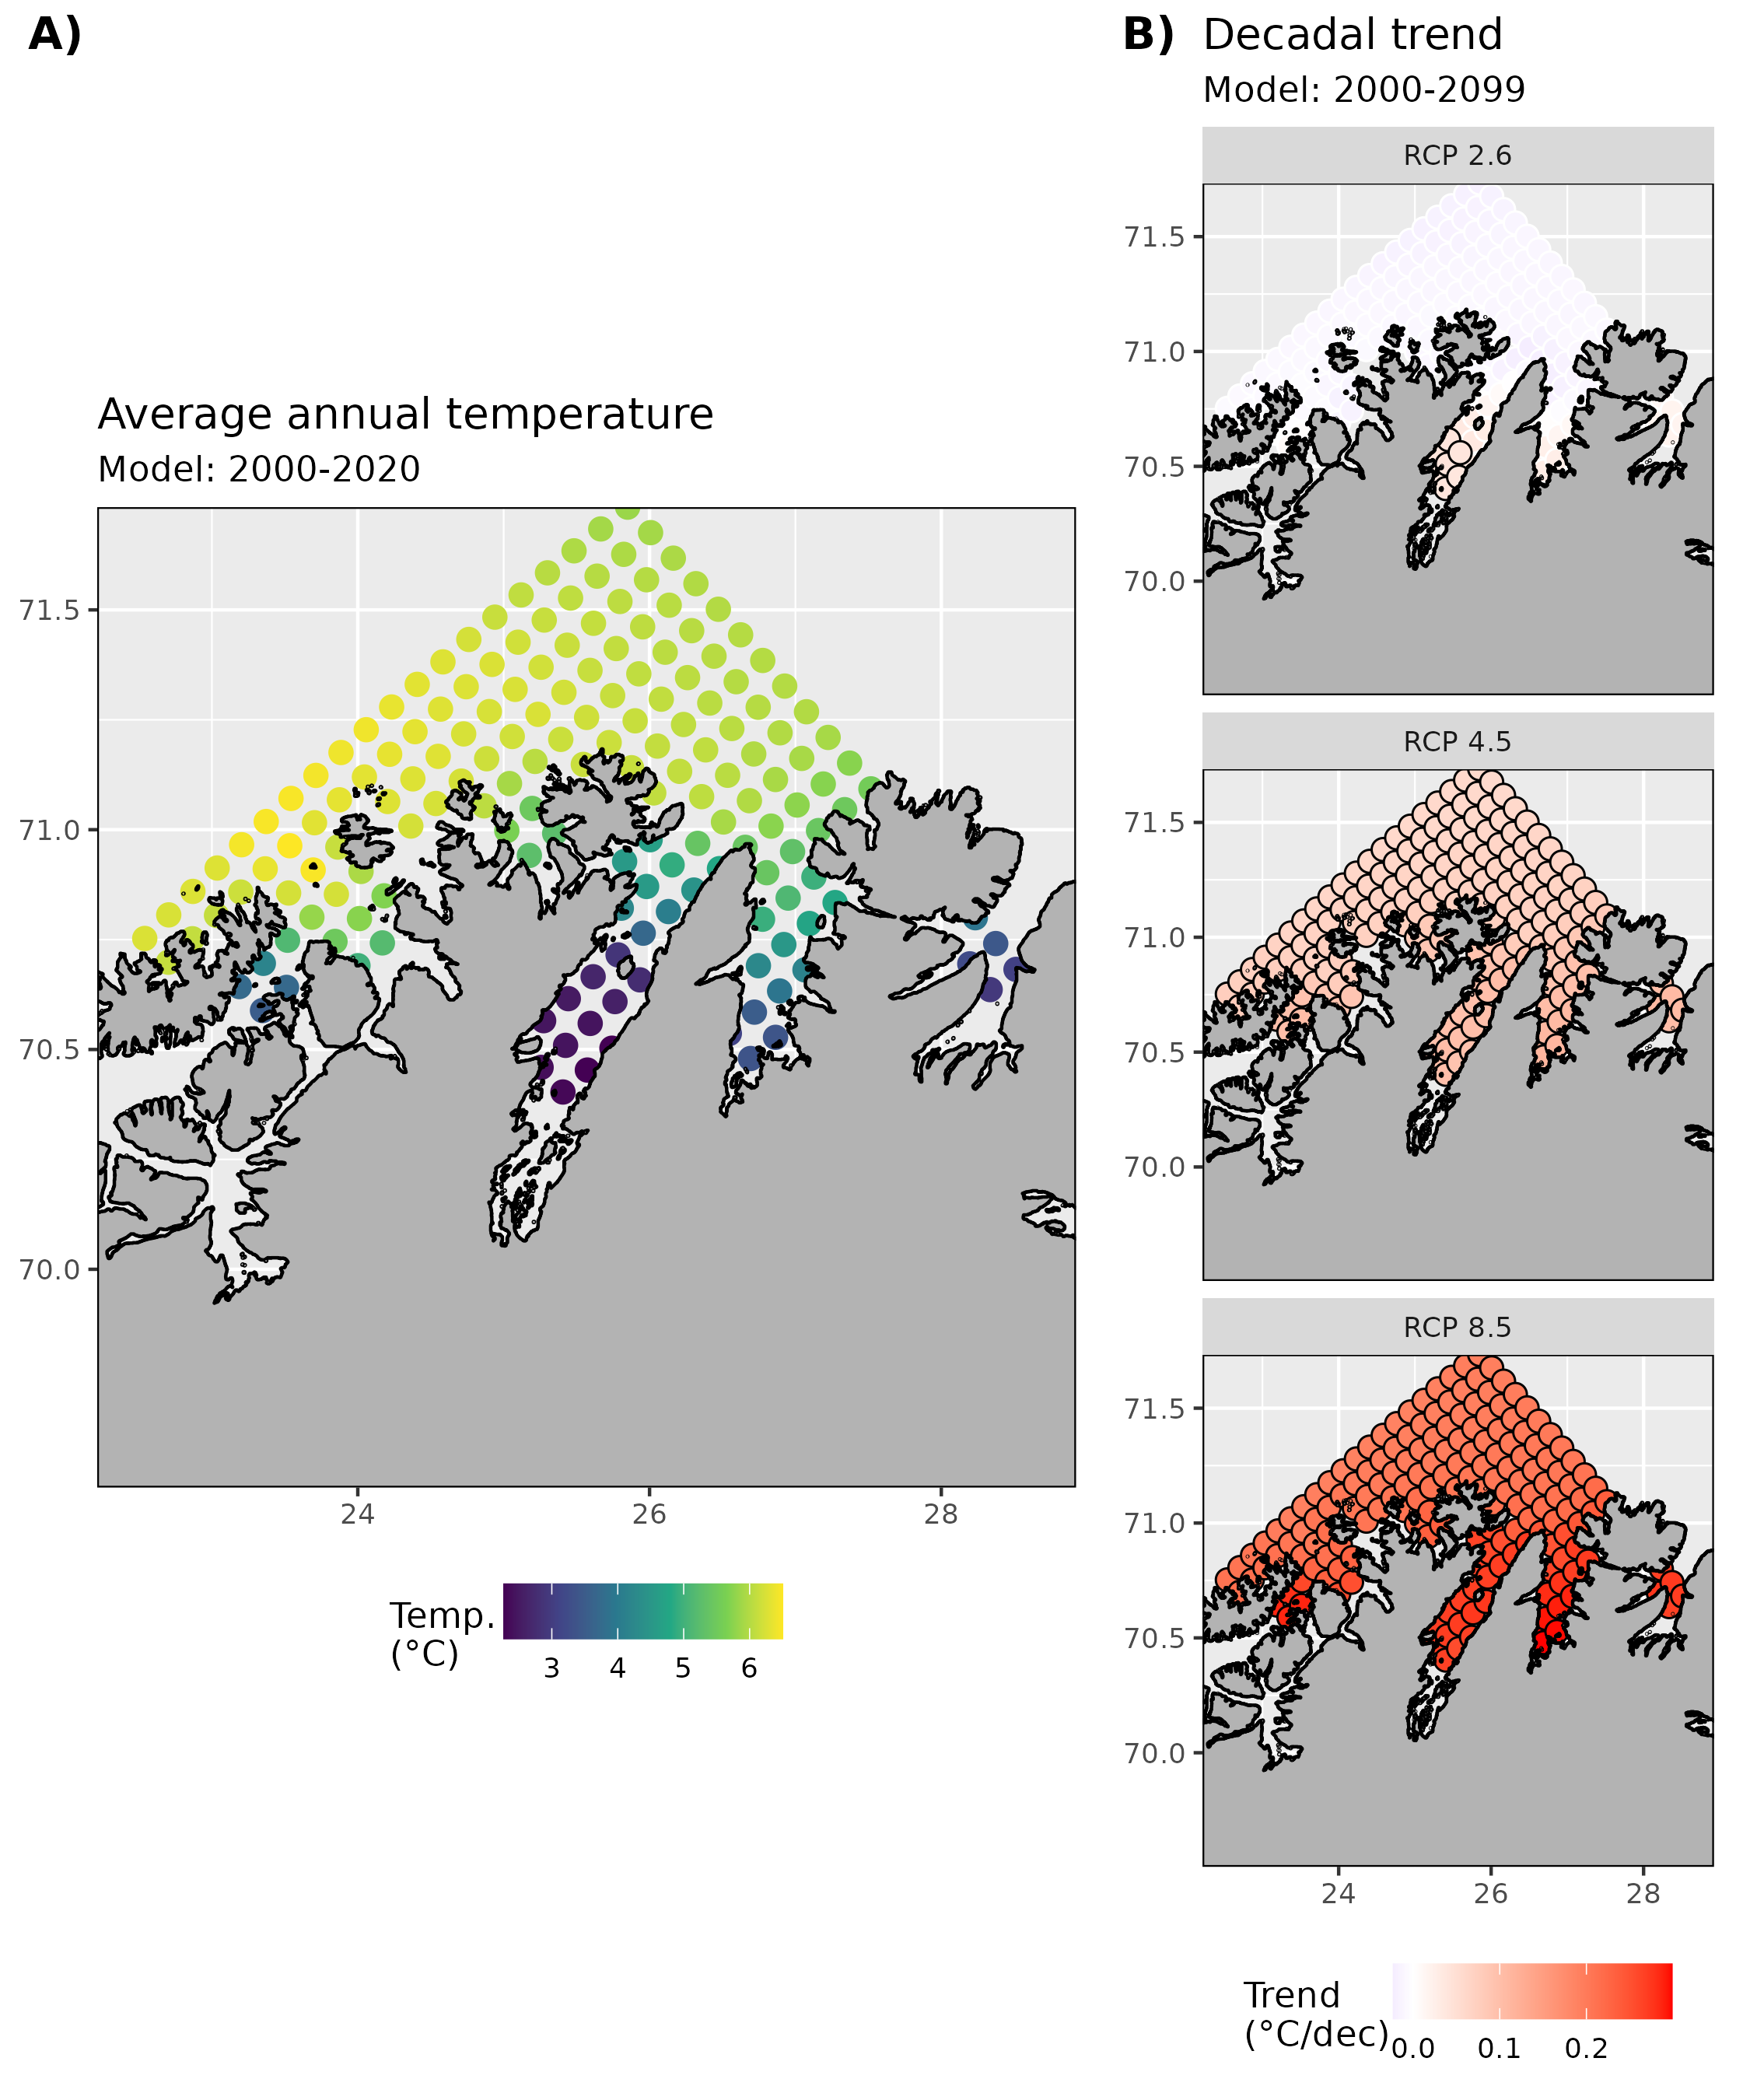 A)
Average annual temperature
Model: 2000-2020
71.5
71.0
70.5
70.0
24 26 28
Temp.
(°C)
3 4 5 6
B) Decadal trend
Model: 2000-2099
RCP 2.6
71.5
71.0
70.5
70.0
RCP 4.5
71.5
71.0
70.5
70.0
RCP 8.5
71.5
71.0
70.5
70.0
24 26 28
Trend
(°C/dec)
0.0 0.1 0.2